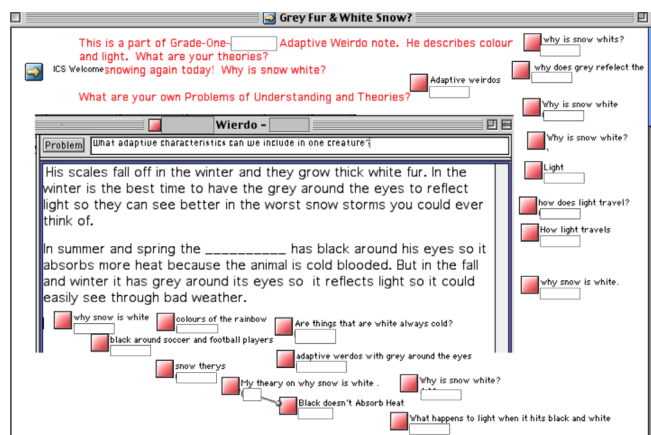 Grey Fur & White Snow?
This is a part of Grade-One- Adaptive Weirdo note. He describes colour
and light. What are your theories?
ICS Welcome snowing again today! Why is snow white?
What are your own Problems of Understanding and Theories?
why is snow whits?
why does grey refelect the
Adaptive weirdos
Why is snow white
Why is snow white?
Light
how does light travel?
How light travels
why snow is white.
Wierdo -
Problem What adaptive characteristics can we include in one creature?
His scales fall off in the winter and they grow thick white fur. In the
winter is the best time to have the grey around the eyes to reflect
light so they can see better in the worst snow storms you could ever
think of.
In summer and spring the __________ has black around his eyes so it
absorbs more heat because the animal is cold blooded. But in the fall
and winter it has grey around its eyes so it reflects light so it could
easily see through bad weather.
why snow is white
colours of the rainbow
Are things that are white always cold?
black around soccer and football players
adaptive werdos with grey around the eyes
snow therys
My theary on why snow is white .
Why is snow white?
Black doesn't Absorb Heat
What happens to light when it hits black and white